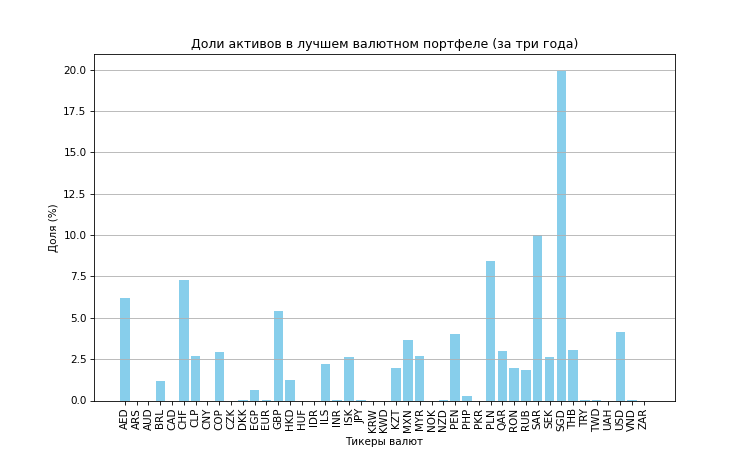 Доли активов в лучшем валютном портфеле (за три года)
Доля (%)
20.0
17.5
15.0
12.5
10.0
7.5
5.0
2.5
0.0
AED ARS AUD BRL CAD CHF CLP CNY COP CZK DKK EGP EUR GBP HKD HUF IDR ILS INR ISK JPY KRW KWD KZT MXN MYR NOK NZD PEN PHP PKR PLN QAR RON RUB SAR SEK SGD THB TRY TWD UAH USD VND ZAR
Тикеры валют